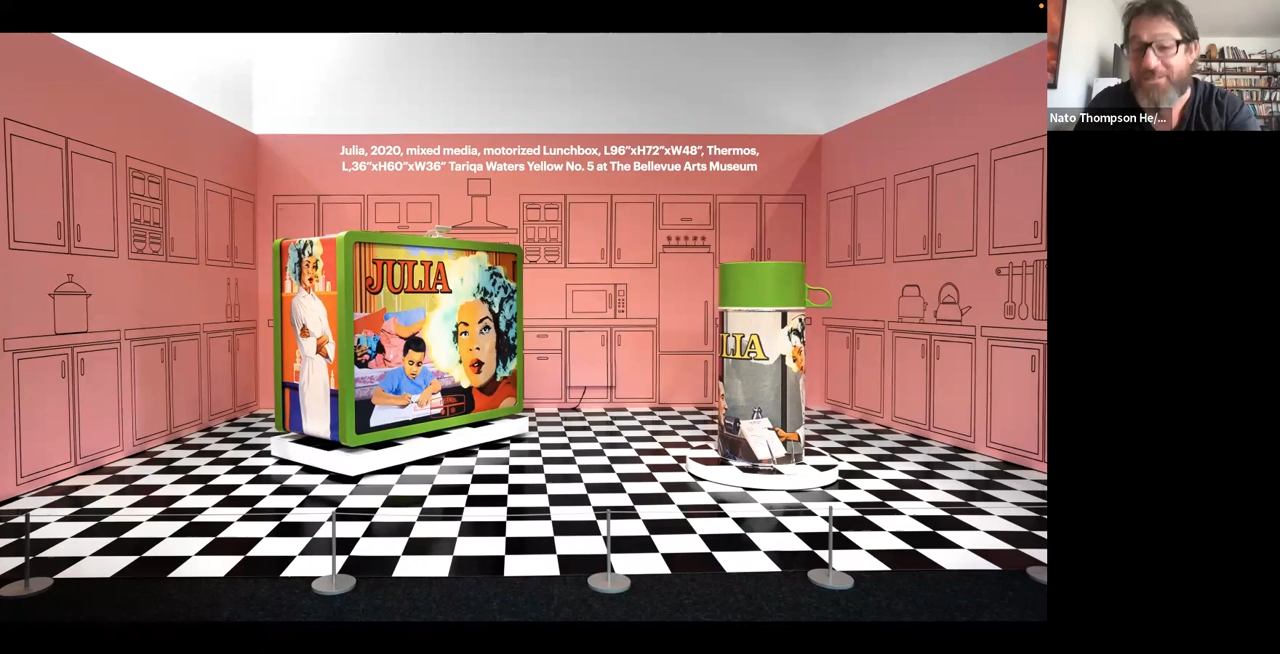 Julia, 2020, mixed media, motorized Lunchbox, L96”xH72”xW48”, Thermos,
L,36”xH60”xW36” Tariqa Waters Yellow No. 5 at The Bellevue Arts Museum
Nato Thompson He/...
JULIA
LIA